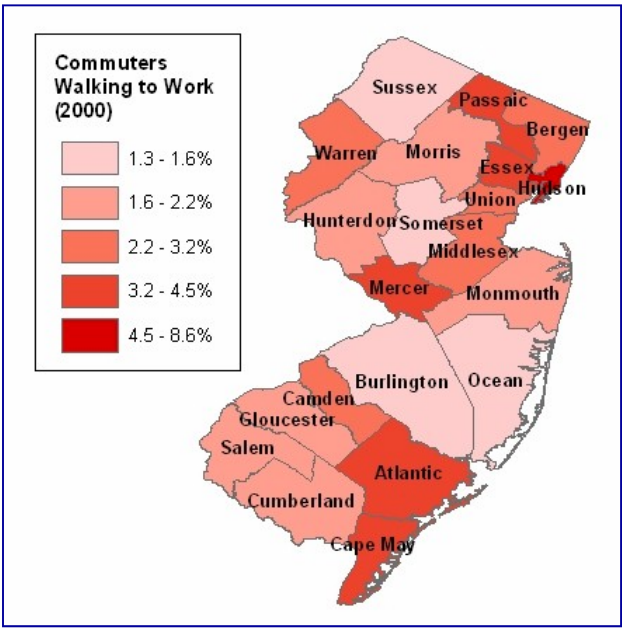 Commuters
Walking to Work
(2000)
1.3 - 1.6%
1.6 - 2.2%
2.2 - 3.2%
3.2 - 4.5%
4.5 - 8.6%
Sussex
Passaic
Bergen
Warren
Morris
Essex
Hudson
Union
Hunterdon
Somerset
Middlesex
Mercer
Monmouth
Burlington
Ocean
Camden
Gloucester
Salem
Atlantic
Cumberland
Cape May